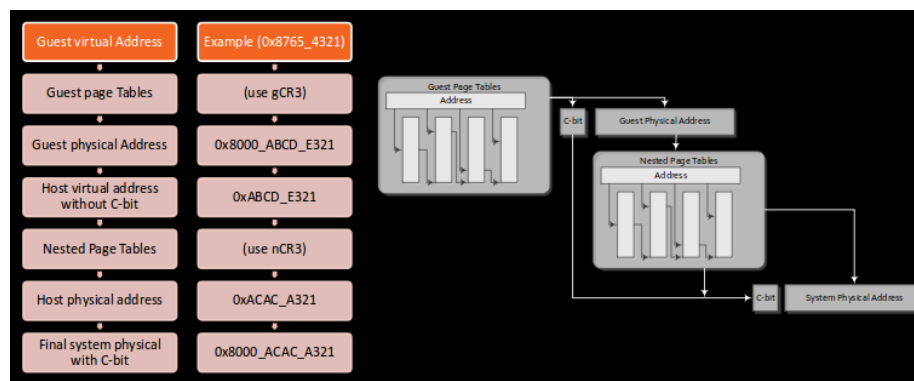 Guest virtual Address
Guest page Tables
Guest physical Address
Host virtual address
without C-bit
Nested Page Tables
Host physical address
Final system physical
with C-bit
Example (0x8765_4321)
(use gCR3)
0x8000_ABCD_E321
0xABCD_E321
(use nCR3)
0xACAC_A321
0x8000_ACAC_A321
Guest Page Tables
Address
C-bit
Guest Physical Address
Nested Page Tables
Address
C-bit
System Physical Address